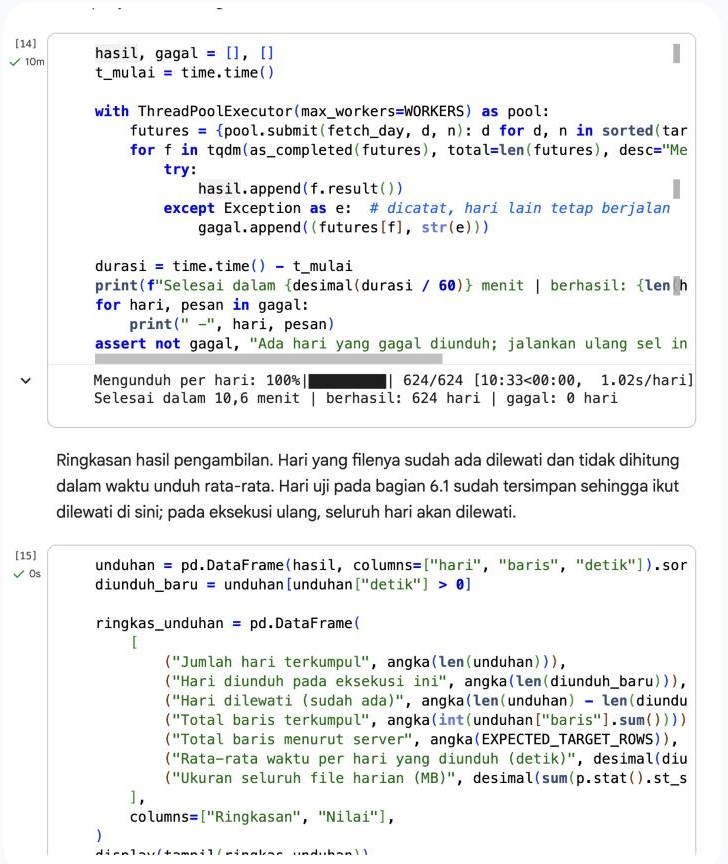 [14]
10m
hasil, gagal = [], []
t_mulai = time.time()
with ThreadPoolExecutor(max_workers=WORKERS) as pool:
futures = {pool.submit(fetch_day, d, n): d for d, n in sorted(tar
for f in tqdm(as_completed(futures), total=len(futures), desc="Me
try:
hasil.append(f.result())
except Exception as e:  # dicatat, hari lain tetap berjalan
gagal.append((futures[f], str(e)))
durasi = time.time() - t_mulai
print(f"Selesai dalam {desimal(durasi / 60)} menit | berhasil: {len(h
for hari, pesan in gagal:
print(" -", hari, pesan)
assert not gagal, "Ada hari yang gagal diunduh; jalankan ulang sel in
Mengunduh per hari: 100%|██████████| 624/624 [10:33<00:00,  1.02s/hari]
Selesai dalam 10,6 menit | berhasil: 624 hari | gagal: 0 hari
Ringkasan hasil pengambilan. Hari yang filenya sudah ada dilewati dan tidak dihitung
dalam waktu unduh rata-rata. Hari uji pada bagian 6.1 sudah tersimpan sehingga ikut
dilewati di sini; pada eksekusi ulang, seluruh hari akan dilewati.
[15]
0s
unduhan = pd.DataFrame(hasil, columns=["hari", "baris", "detik"]).sor
diunduh_baru = unduhan[unduhan["detik"] > 0]
ringkas_unduhan = pd.DataFrame(
[
("Jumlah hari terkumpul", angka(len(unduhan))),
("Hari diunduh pada eksekusi ini", angka(len(diunduh_baru))),
("Hari dilewati (sudah ada)", angka(len(unduhan) - len(diundu
("Total baris terkumpul", angka(int(unduhan["baris"].sum())))
("Total baris menurut server", angka(EXPECTED_TARGET_ROWS)),
("Rata-rata waktu per hari yang diunduh (detik)", desimal(diu
("Ukuran seluruh file harian (MB)", desimal(sum(p.stat().st_s
],
columns=["Ringkasan", "Nilai"],
)
display(tampil(ringkas_unduhan))